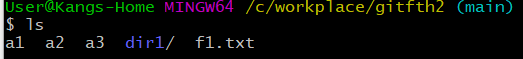 User@Kangs-Home MINGW64 /c/workplace/gitfth2 (main)
$ ls
a1  a2  a3  dir1/  f1.txt